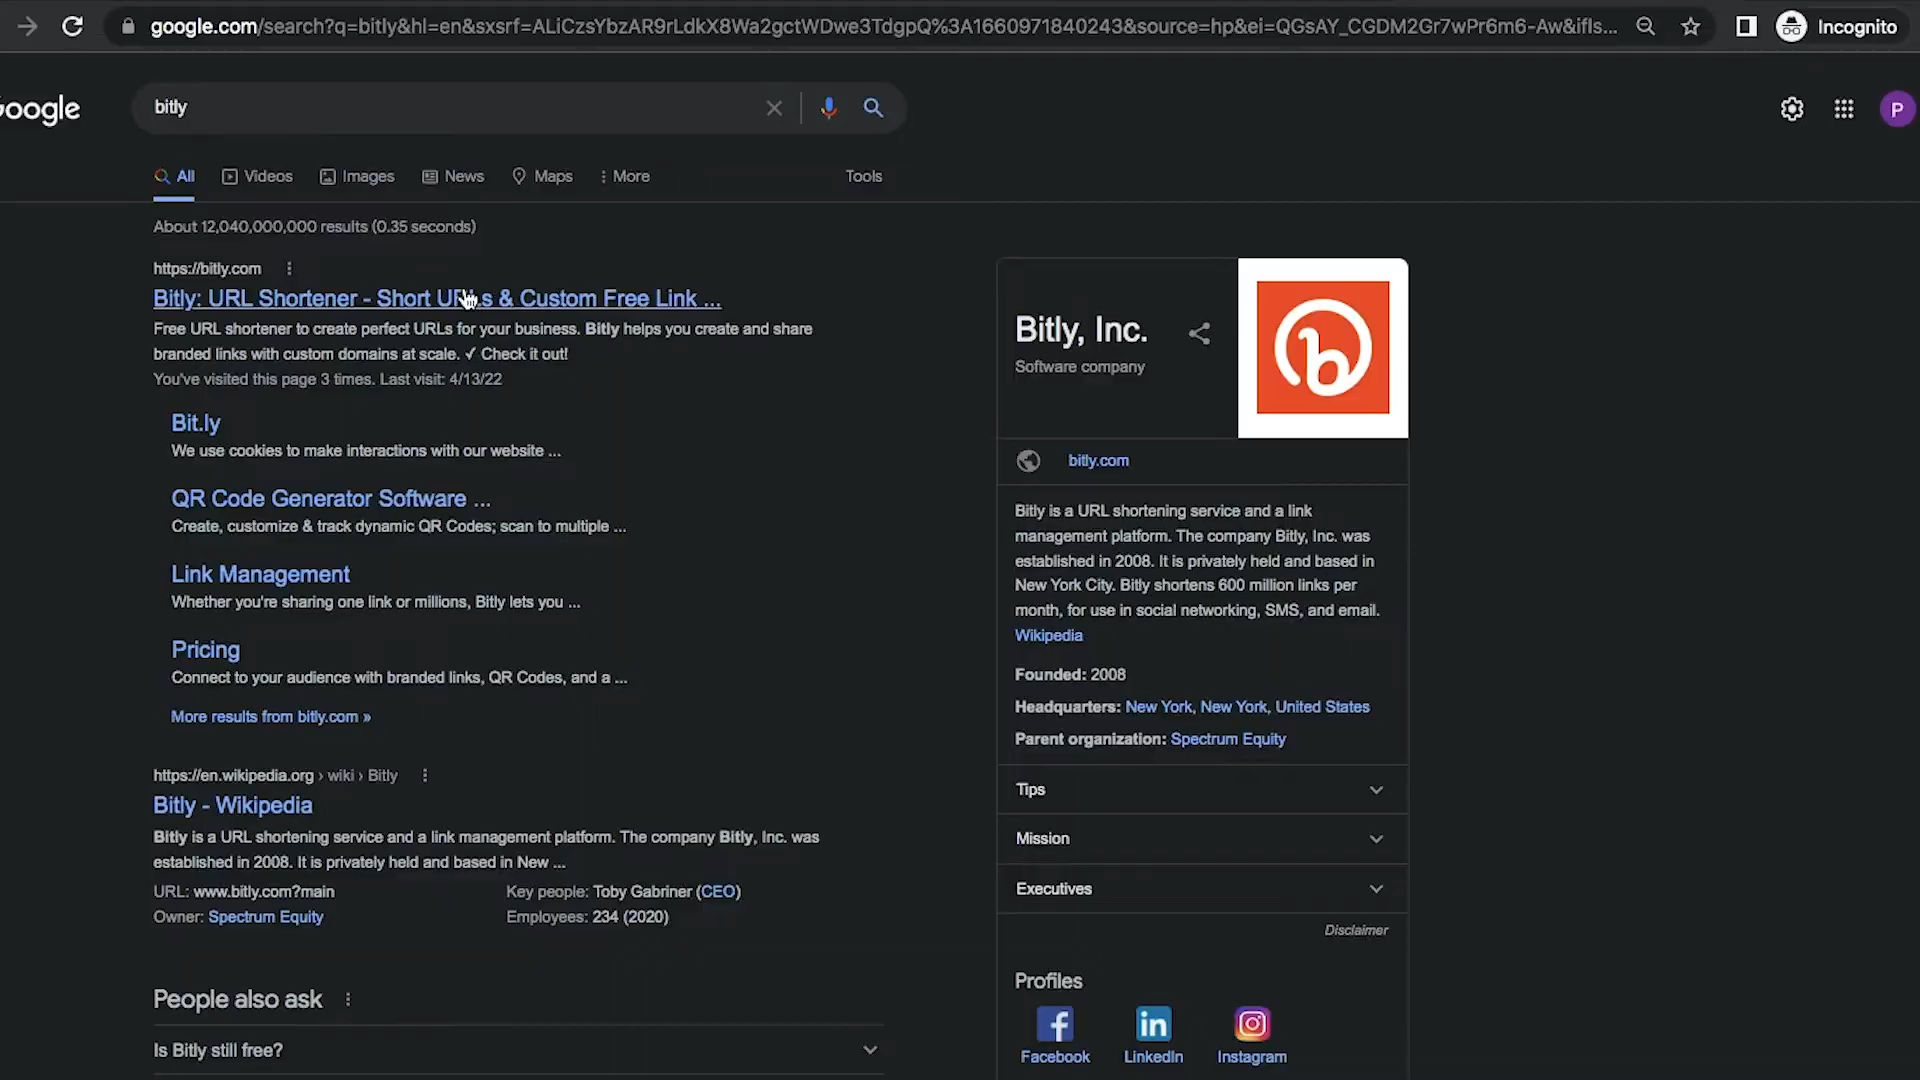 google.com/search?q=bitly&hl=en&sxsrf=ALiCzsYbzAR9rLdkX8Wa2gctWDwe3TdgpQ%3A1660971840243&source=hp&ei=QGsAY_CGDM2Gr7wPr6m6-Aw&ifls...
Incognito
Google
bitly
P
All
Videos
Images
News
Maps
More
Tools
About 12,040,000,000 results (0.35 seconds)
https://bitly.com
Bitly: URL Shortener - Short URLs & Custom Free Link ...
Free URL shortener to create perfect URLs for your business. Bitly helps you create and share
branded links with custom domains at scale. ✓ Check it out!
You've visited this page 3 times. Last visit: 4/13/22
Bit.ly
We use cookies to make interactions with our website ...
QR Code Generator Software ...
Create, customize & track dynamic QR Codes; scan to multiple ...
Link Management
Whether you're sharing one link or millions, Bitly lets you ...
Pricing
Connect to your audience with branded links, QR Codes, and a ...
More results from bitly.com »
https://en.wikipedia.org › wiki › Bitly
Bitly - Wikipedia
Bitly is a URL shortening service and a link management platform. The company Bitly, Inc. was
established in 2008. It is privately held and based in New ...
URL: www.bitly.com?main
Key people: Toby Gabriner (CEO)
Owner: Spectrum Equity
Employees: 234 (2020)
People also ask
Is Bitly still free?
Bitly, Inc.
Software company
b
bitly.com
Bitly is a URL shortening service and a link
management platform. The company Bitly, Inc. was
established in 2008. It is privately held and based in
New York City. Bitly shortens 600 million links per
month, for use in social networking, SMS, and email.
Wikipedia
Founded: 2008
Headquarters: New York, New York, United States
Parent organization: Spectrum Equity
Tips
Mission
Executives
Disclaimer
Profiles
Facebook
LinkedIn
Instagram